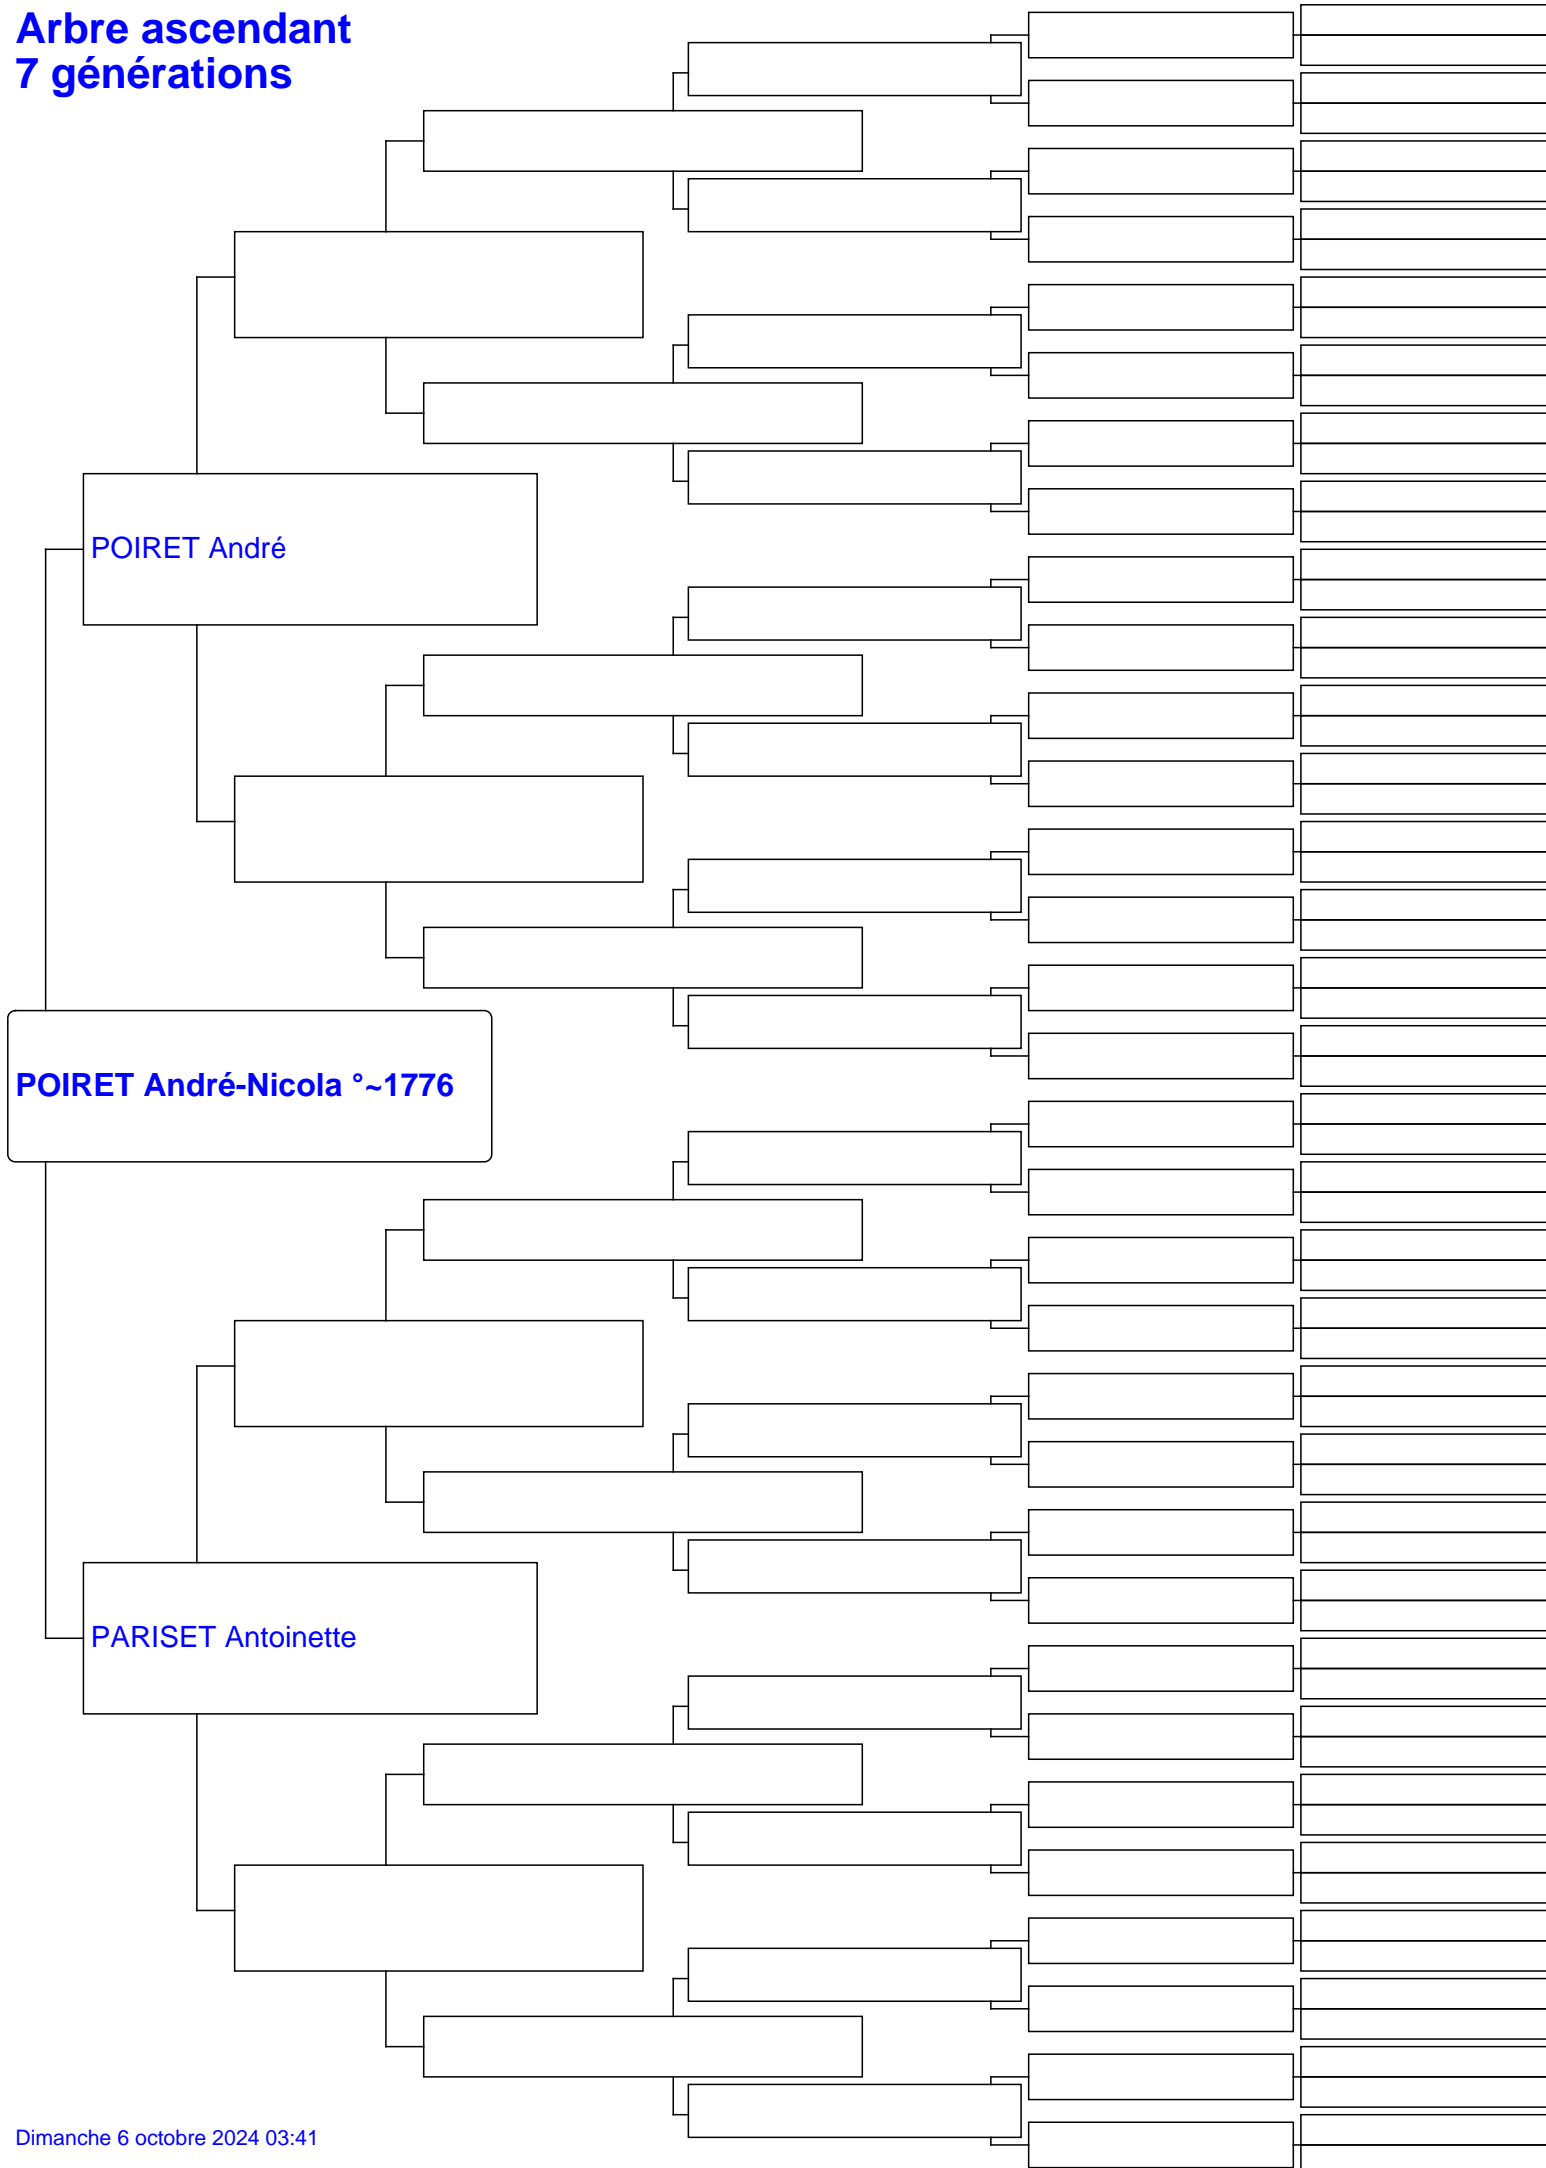 Arbre ascendant
7 générations
POIRET André
POIRET André-Nicola °~1776
PARISET Antoinette
Dimanche 6 octobre 2024 03:41